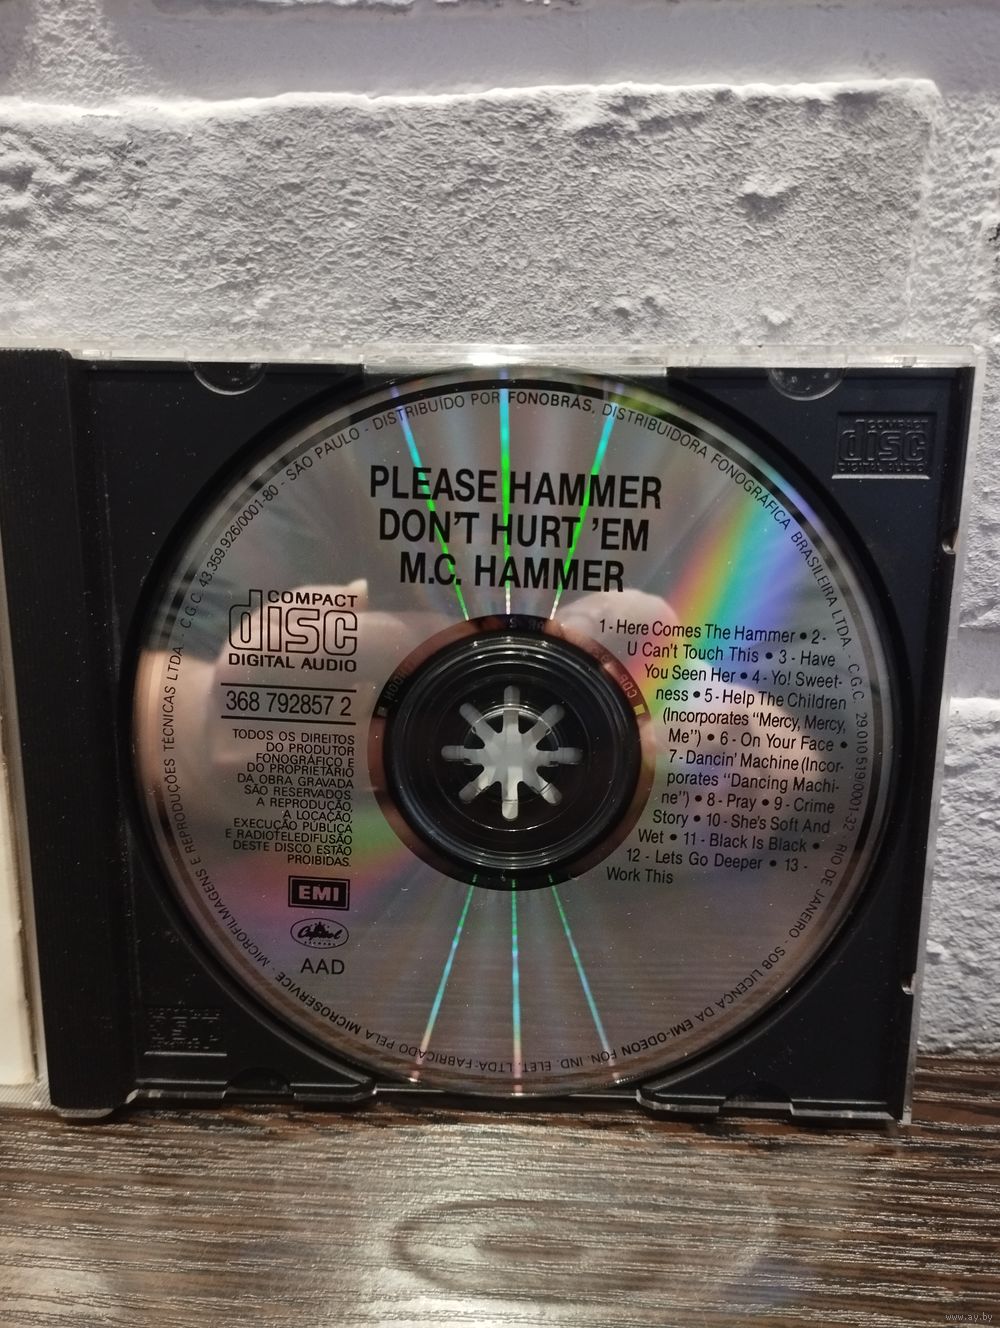 PLEASE HAMMER
DON'T HURT 'EM
M.C. HAMMER
COMPACT
disc
DIGITAL AUDIO
368 792857 2
TODOS OS DIREITOS
DO PRODUTOR
FONOGRÁFICO E
DO PROPRIETÁRIO
DA OBRA GRAVADA
SÃO RESERVADOS.
A REPRODUÇÃO,
A LOCAÇÃO,
EXECUÇÃO PÚBLICA
E RADIOTELEDIFUSÃO
DESTE DISCO ESTÃO
PROIBIDAS.
EMI
Capitol
RECORDS
AAD
1 - Here Comes The Hammer • 2 -
U Can't Touch This • 3 - Have
You Seen Her • 4 - Yo! Sweet-
ness • 5 - Help The Children
(Incorporates "Mercy, Mercy,
Me") • 6 - On Your Face •
7 - Dancin' Machine (Incor-
porates "Dancing Machi-
ne") • 8 - Pray • 9 - Crime
Story • 10 - She's Soft And
Wet • 11 - Black Is Black •
12 - Lets Go Deeper • 13 -
Work This
FABRICADO PELA MICROSERVICE - MICROFILMAGENS E REPRODUÇÕES TÉCNICAS LTDA. - C.G.C. 43.359.926/0001-80 - SÃO PAULO - DISTRIBUIDO POR FONOBRÁS, DISTRIBUIDORA FONOGRÁFICA BRASILEIRA LTDA. - C.G.C. 29.010.519/0001-32 - RIO DE JANEIRO - SOB LICENÇA DA EMI-ODEON FON. IND. ELET. LTDA:
COMPACT
disc
DIGITAL AUDIO
www.ay.by